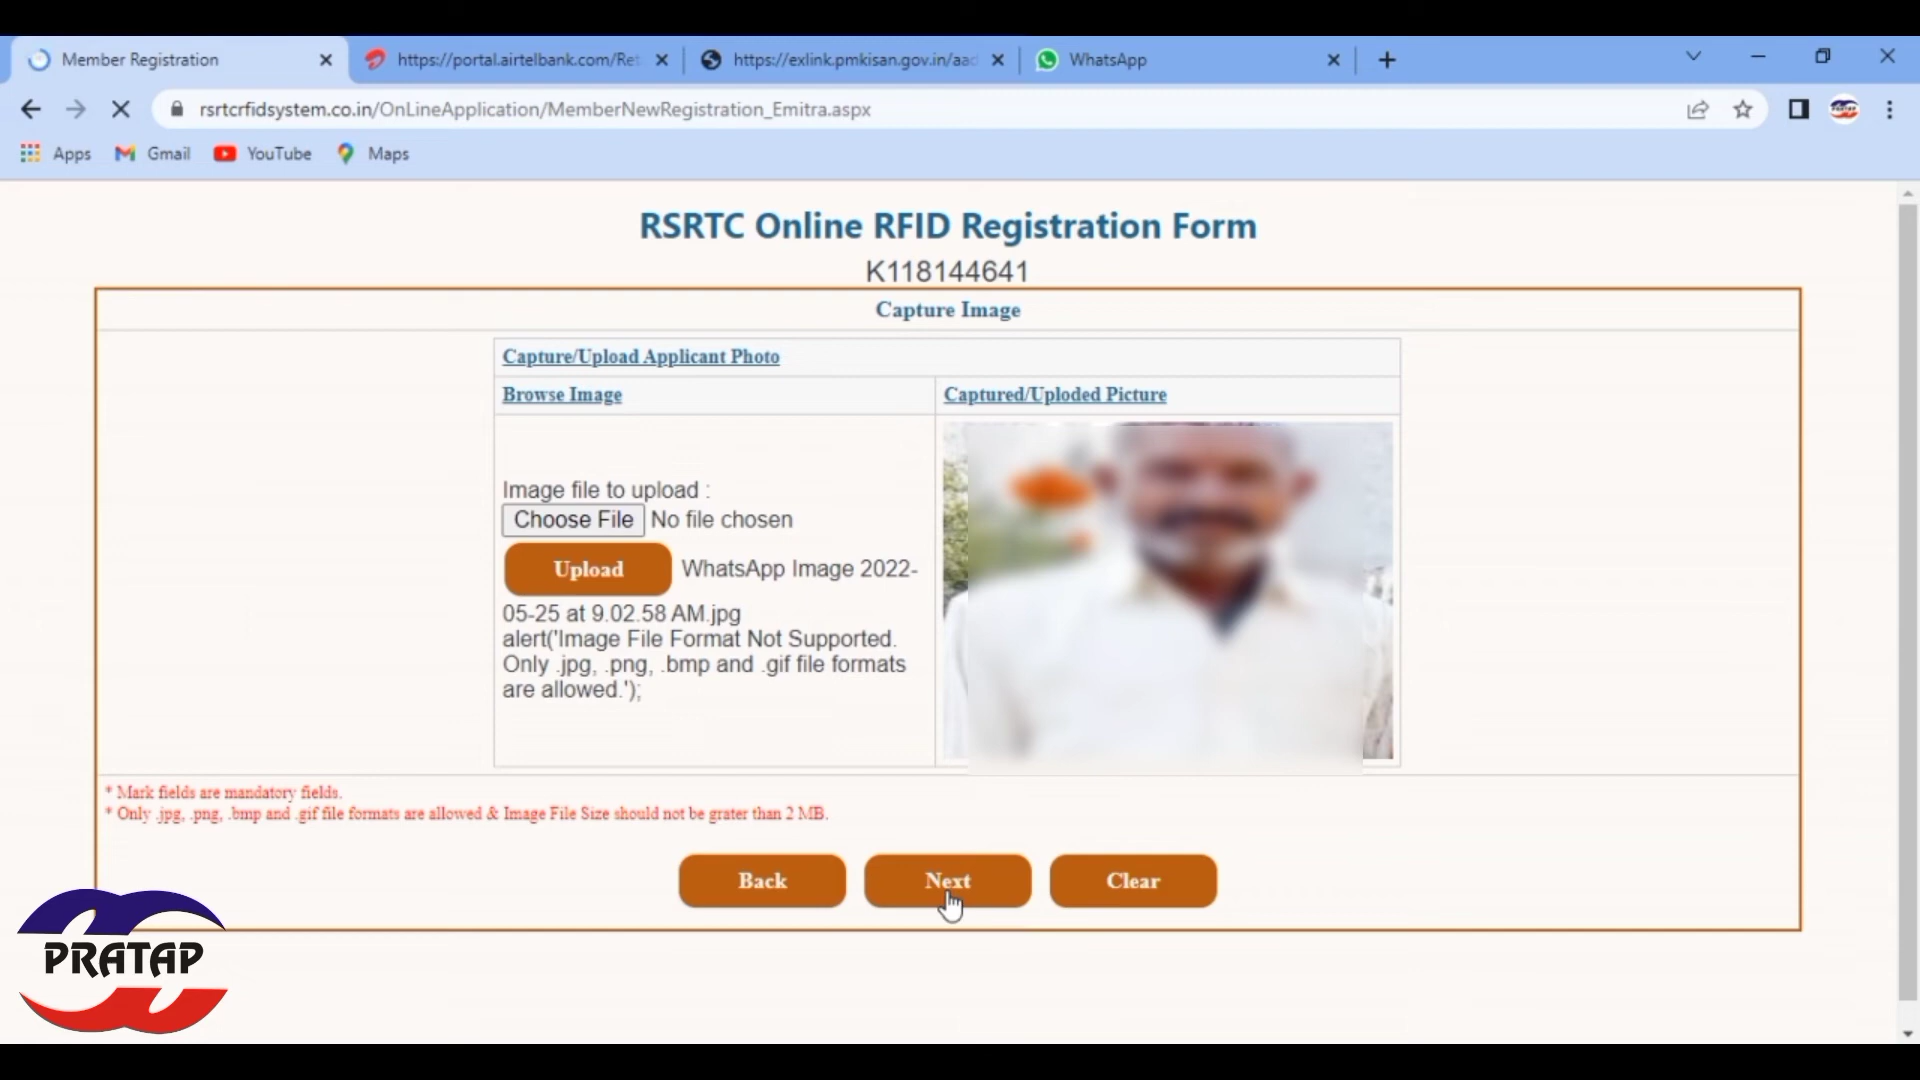 Member Registration
https://portal.airtelbank.com/Ret
https://exlink.pmkisan.gov.in/aad
WhatsApp
rsrtcrfidsystem.co.in/OnLineApplication/MemberNewRegistration_Emitra.aspx
Apps
Gmail
YouTube
Maps
RSRTC Online RFID Registration Form
K118144641
Capture Image
Capture/Upload Applicant Photo
Browse Image
Captured/Uploded Picture
Image file to upload :
Choose File No file chosen
Upload WhatsApp Image 2022-
05-25 at 9.02.58 AM.jpg
alert('Image File Format Not Supported.
Only .jpg, .png, .bmp and .gif file formats
are allowed.');
* Mark fields are mandatory fields.
* Only .jpg, .png, .bmp and .gif file formats are allowed & Image File Size should not be grater than 2 MB.
Back
Next
Clear
PRATAP